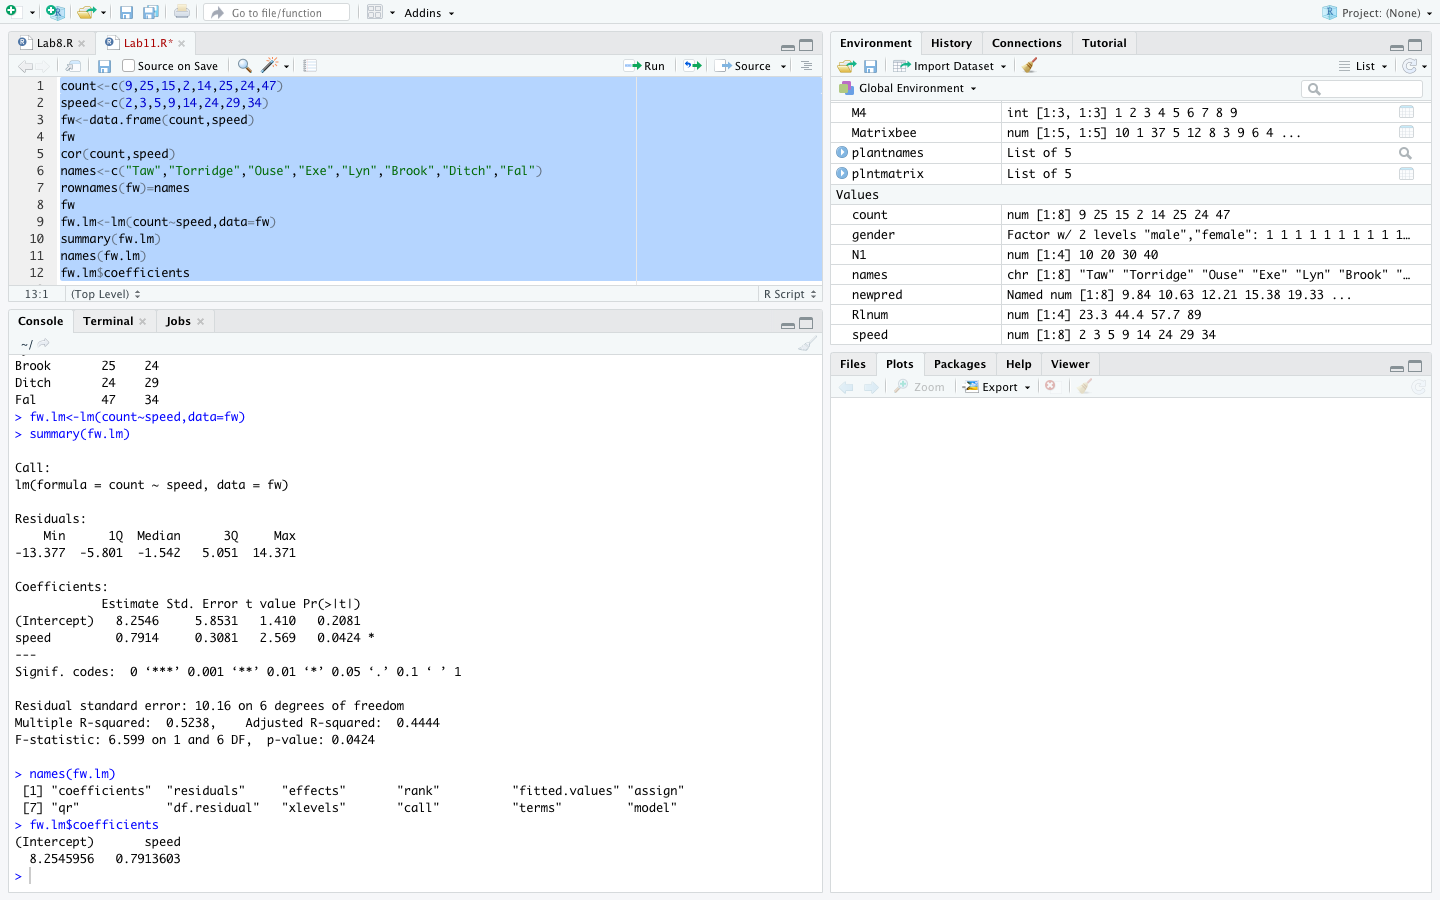 Go to file/function
Addins
Project: (None)
Lab8.R
Lab11.R*
Source on Save
Run
Source
1 count<-c(9,25,15,2,14,25,24,47)
2 speed<-c(2,3,5,9,14,24,29,34)
3 fw<-data.frame(count,speed)
4 fw
5 cor(count,speed)
6 names<-c("Taw","Torridge","Ouse","Exe","Lyn","Brook","Ditch","Fal")
7 rownames(fw)=names
8 fw
9 fw.lm<-lm(count~speed,data=fw)
10 summary(fw.lm)
11 names(fw.lm)
12 fw.lm$coefficients
13:1 (Top Level) R Script
Console Terminal Jobs
~/
Brook 25 24
Ditch 24 29
Fal 47 34
> fw.lm<-lm(count~speed,data=fw)
> summary(fw.lm)
Call:
lm(formula = count ~ speed, data = fw)
Residuals:
Min 1Q Median 3Q Max
-13.377 -5.801 -1.542 5.051 14.371
Coefficients:
Estimate Std. Error t value Pr(>|t|)
(Intercept) 8.2546 5.8531 1.410 0.2081
speed 0.7914 0.3081 2.569 0.0424 *
---
Signif. codes: 0 ‘***’ 0.001 ‘**’ 0.01 ‘*’ 0.05 ‘.’ 0.1 ‘ ’ 1
Residual standard error: 10.16 on 6 degrees of freedom
Multiple R-squared: 0.5238, Adjusted R-squared: 0.4444
F-statistic: 6.599 on 1 and 6 DF, p-value: 0.0424
> names(fw.lm)
[1] "coefficients" "residuals" "effects" "rank" "fitted.values" "assign"
[7] "qr" "df.residual" "xlevels" "call" "terms" "model"
> fw.lm$coefficients
(Intercept) speed
8.2545956 0.7913603
>
Environment History Connections Tutorial
Import Dataset List
Global Environment
M4 int [1:3, 1:3] 1 2 3 4 5 6 7 8 9
Matrixbee num [1:5, 1:5] 10 1 37 5 12 8 3 9 6 4 ...
plantnames List of 5
plntmatrix List of 5
Values
count num [1:8] 9 25 15 2 14 25 24 47
gender Factor w/ 2 levels "male","female": 1 1 1 1 1 1 1 1 1 1…
N1 num [1:4] 10 20 30 40
names chr [1:8] "Taw" "Torridge" "Ouse" "Exe" "Lyn" "Brook" "…
newpred Named num [1:8] 9.84 10.63 12.21 15.38 19.33 ...
Rlnum num [1:4] 23.3 44.4 57.7 89
speed num [1:8] 2 3 5 9 14 24 29 34
Files Plots Packages Help Viewer
Zoom Export